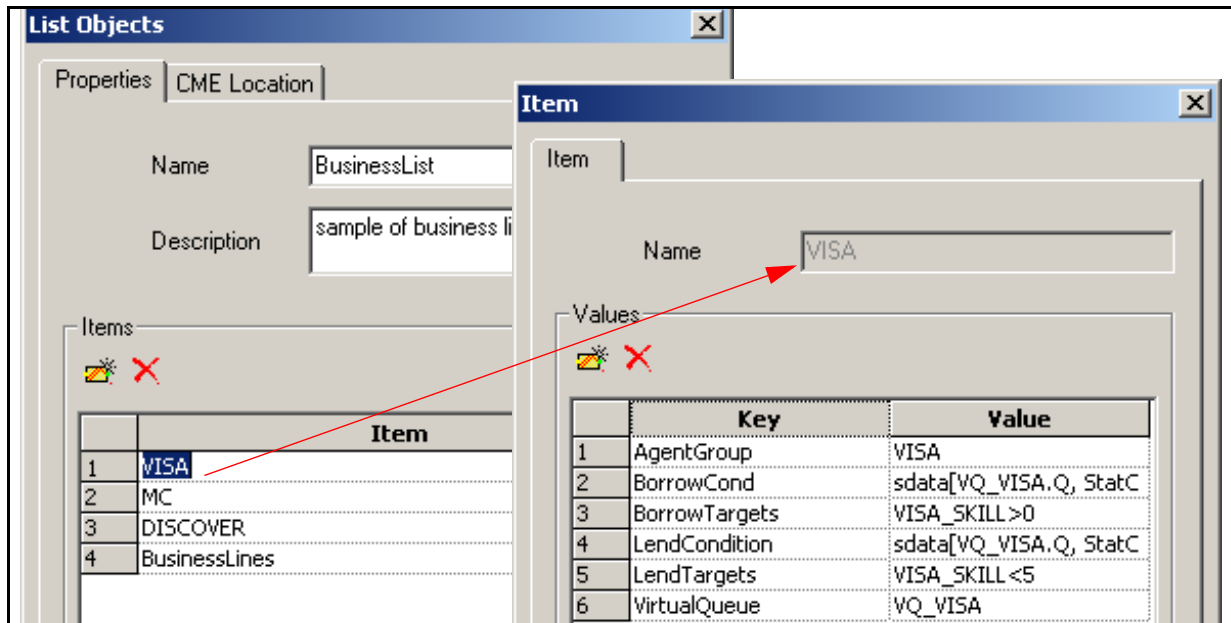 List Objects
Properties
CME Location
Name
BusinessList
Description
sample of business li
Items
Item
1 VISA
2 MC
3 DISCOVER
4 BusinessLines
Item
Item
Name
VISA
Values
Key Value
1 AgentGroup VISA
2 BorrowCond sdata[VQ_VISA.Q, StatC
3 BorrowTargets VISA_SKILL>0
4 LendCondition sdata[VQ_VISA.Q, StatC
5 LendTargets VISA_SKILL<5
6 VirtualQueue VQ_VISA